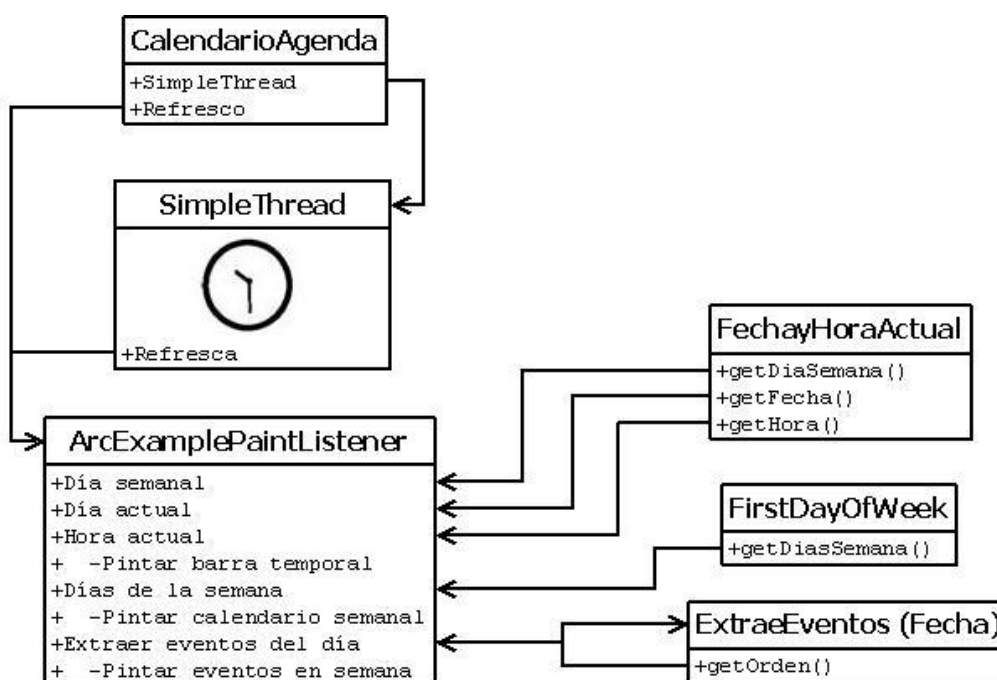 CalendarioAgenda
+SimpleThread
+Refresco
SimpleThread
+Refresca
FechayHoraActual
+getDiaSemana()
+getFecha()
+getHora()
ArcExamplePaintListener
+Día semanal
+Día actual
+Hora actual
+ -Pintar barra temporal
+Días de la semana
+ -Pintar calendario semanal
+Extraer eventos del día
+ -Pintar eventos en semana
FirstDayOfWeek
+getDiasSemana()
ExtraeEventos (Fecha)
+getOrden()